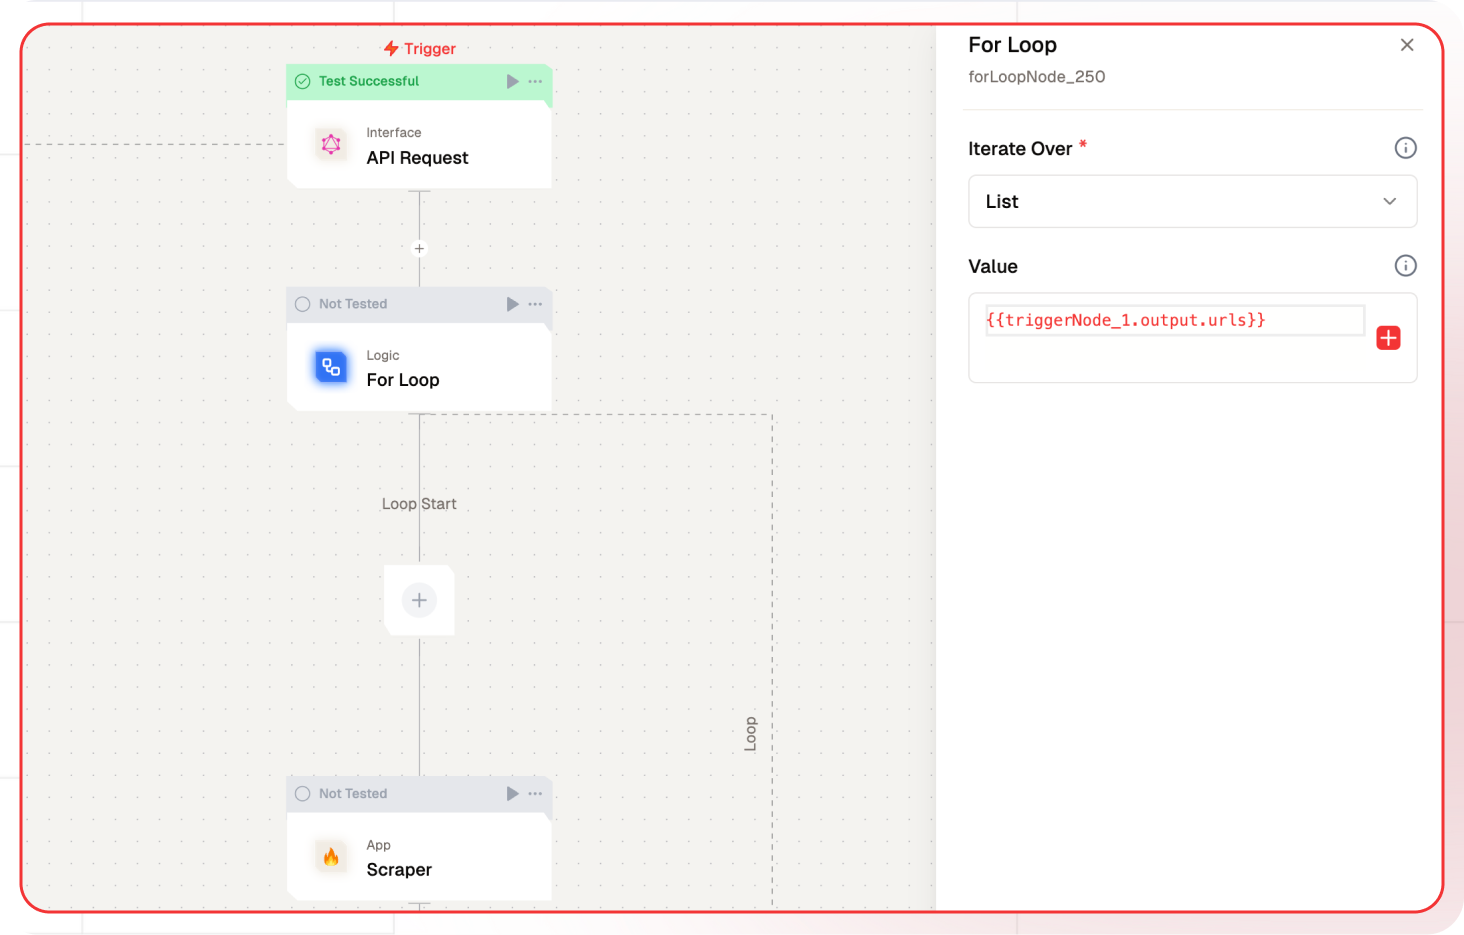 Trigger
Test Successful
Interface
API Request
Not Tested
Logic
For Loop
Loop Start
Loop
Not Tested
App
Scraper
For Loop
forLoopNode_250
Iterate Over *
List
Value
{{triggerNode_1.output.urls}}